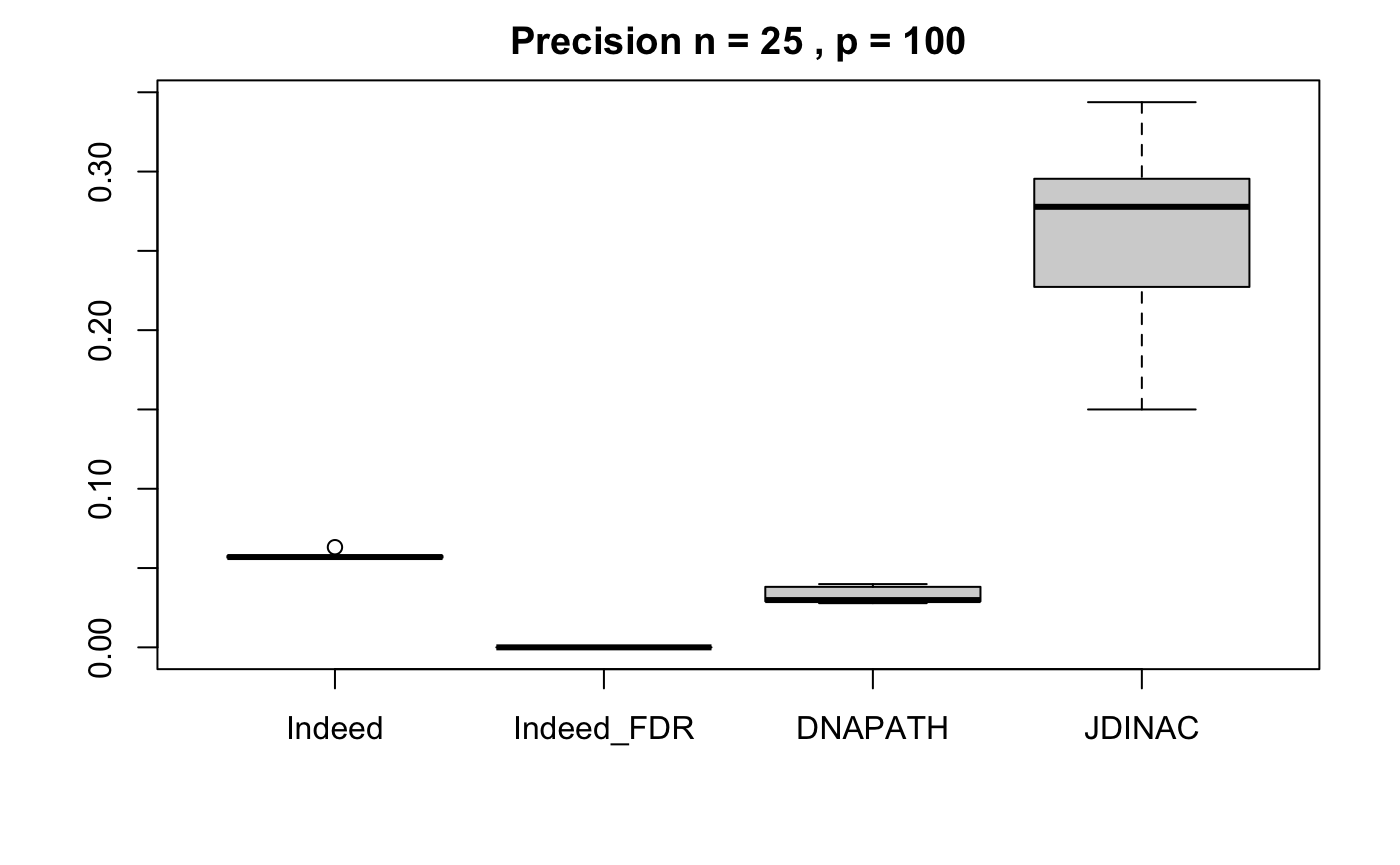 Precision n = 25 , p = 100
0.30
0.20
0.10
0.00
Indeed Indeed_FDR DNAPATH JDINAC